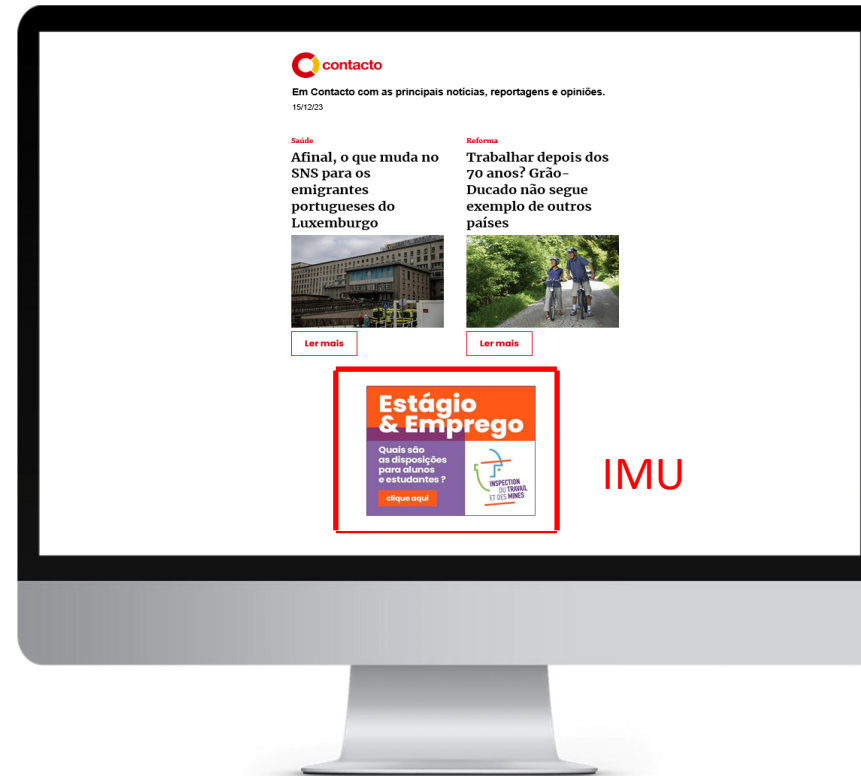 contacto
Em Contacto com as principais notícias, reportagens e opiniões.
15/12/23
Saúde
Afinal, o que muda no
SNS para os
emigrantes
portugueses do
Luxemburgo
Ler mais
Reforma
Trabalhar depois dos
70 anos? Grão-
Ducado não segue
exemplo de outros
países
Ler mais
Estágio
& Emprego
Quais são
as disposições
para alunos
e estudantes ?
clique aqui
INSPECTION
DU TRAVAIL
ET DES MINES
IMU